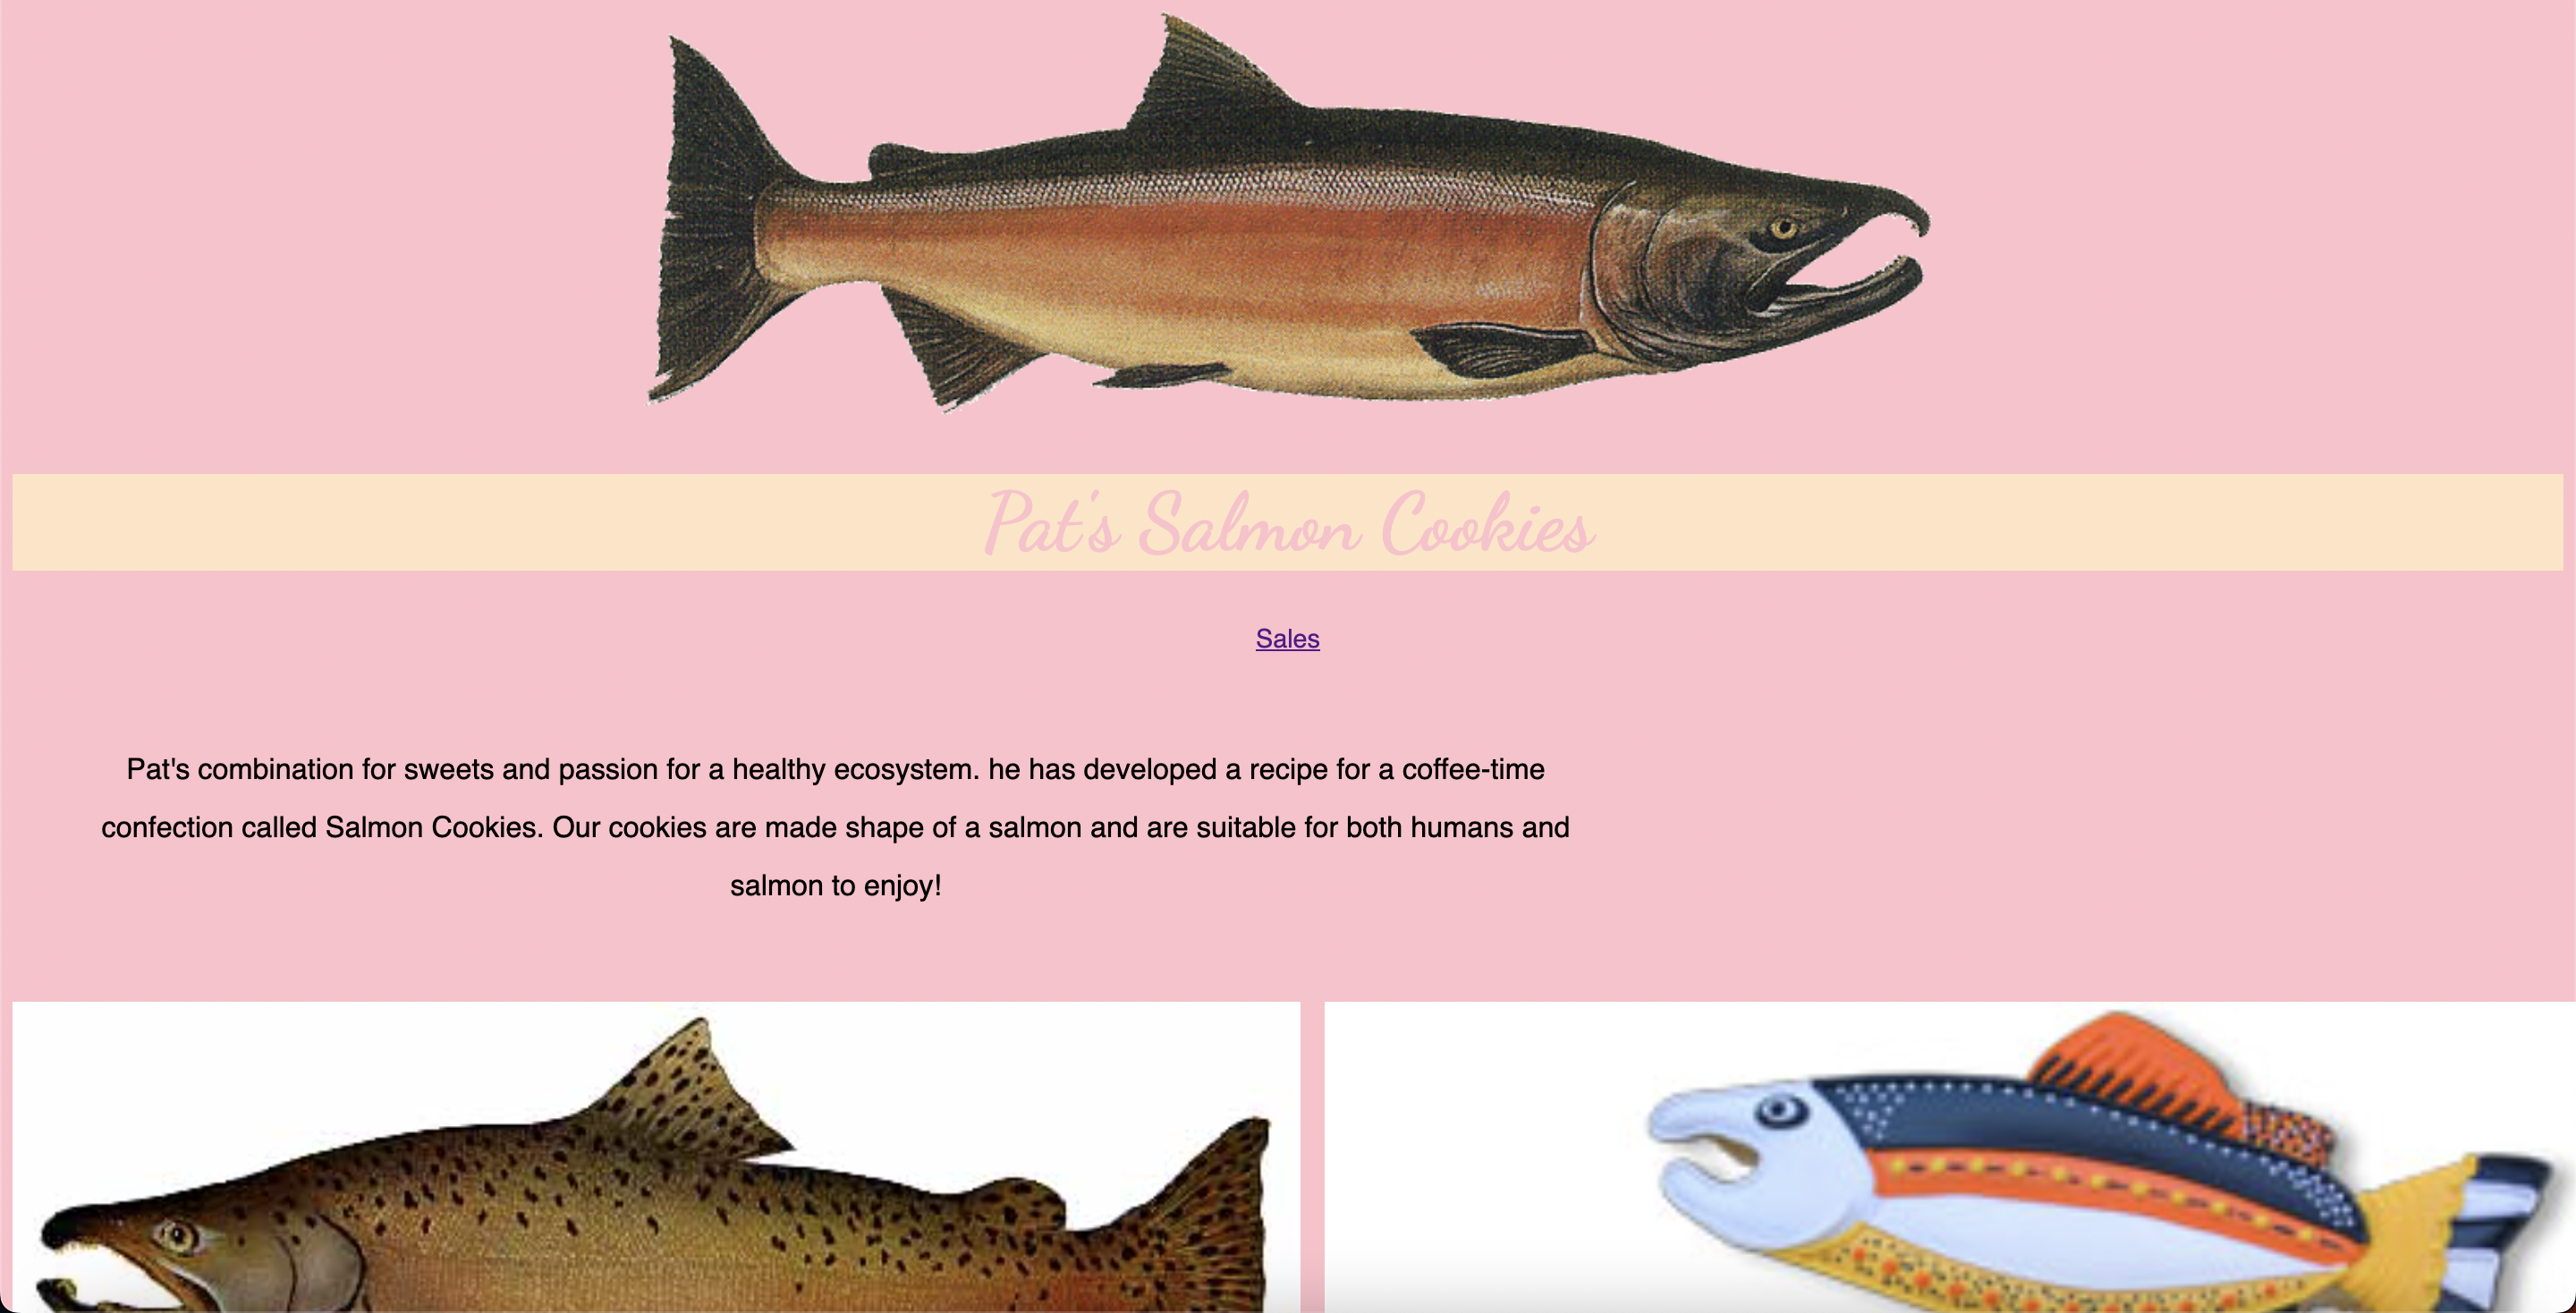 Pat's Salmon Cookies
Sales
Pat's combination for sweets and passion for a healthy ecosystem. he has developed a recipe for a coffee-time
confection called Salmon Cookies. Our cookies are made shape of a salmon and are suitable for both humans and
salmon to enjoy!